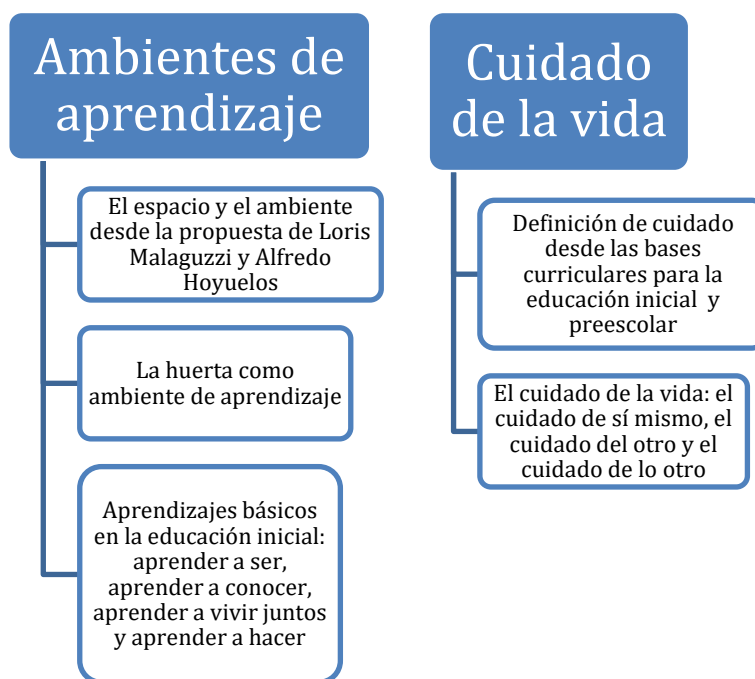 Ambientes de
aprendizaje
El espacio y el ambiente
desde la propuesta de Loris
Malaguzzi y Alfredo
Hoyuelos
La huerta como
ambiente de aprendizaje
Aprendizajes básicos
en la educación inicial:
aprender a ser,
aprender a conocer,
aprender a vivir juntos
y aprender a hacer
Cuidado
de la vida
Definición de cuidado
desde las bases
curriculares para la
educación inicial y
preescolar
El cuidado de la vida: el
cuidado de sí mismo, el
cuidado del otro y el
cuidado de lo otro